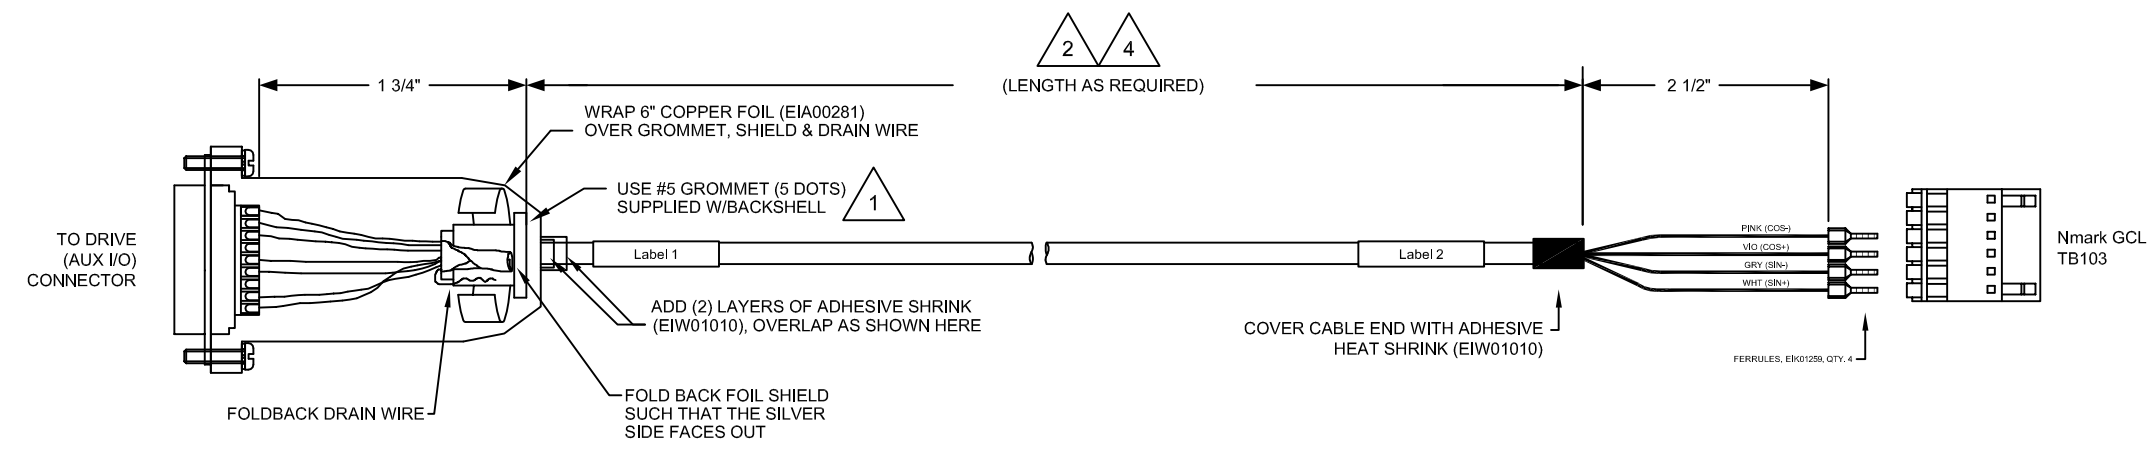 2 4
1 3/4"
(LENGTH AS REQUIRED)
2 1/2"
WRAP 6" COPPER FOIL (EIA00281)
OVER GROMMET, SHIELD & DRAIN WIRE
USE #5 GROMMET (5 DOTS)
SUPPLIED W/BACKSHELL
1
TO DRIVE
(AUX I/O)
CONNECTOR
Label 1
Label 2
PINK (COS-)
VIO (COS+)
GRY (SIN-)
WHT (SIN+)
Nmark GCL
TB103
ADD (2) LAYERS OF ADHESIVE SHRINK
(EIW01010), OVERLAP AS SHOWN HERE
COVER CABLE END WITH ADHESIVE
HEAT SHRINK (EIW01010)
FERRULES, EIK01259, QTY. 4
FOLDBACK DRAIN WIRE
FOLD BACK FOIL SHIELD
SUCH THAT THE SILVER
SIDE FACES OUT